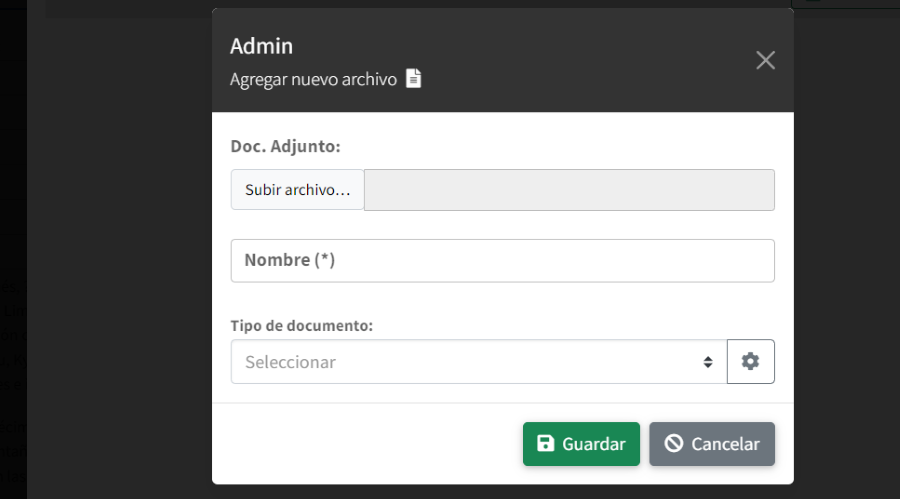 Admin
Agregar nuevo archivo
Doc. Adjunto:
Subir archivo...
Nombre (*)
Tipo de documento:
Seleccionar
Guardar
Cancelar